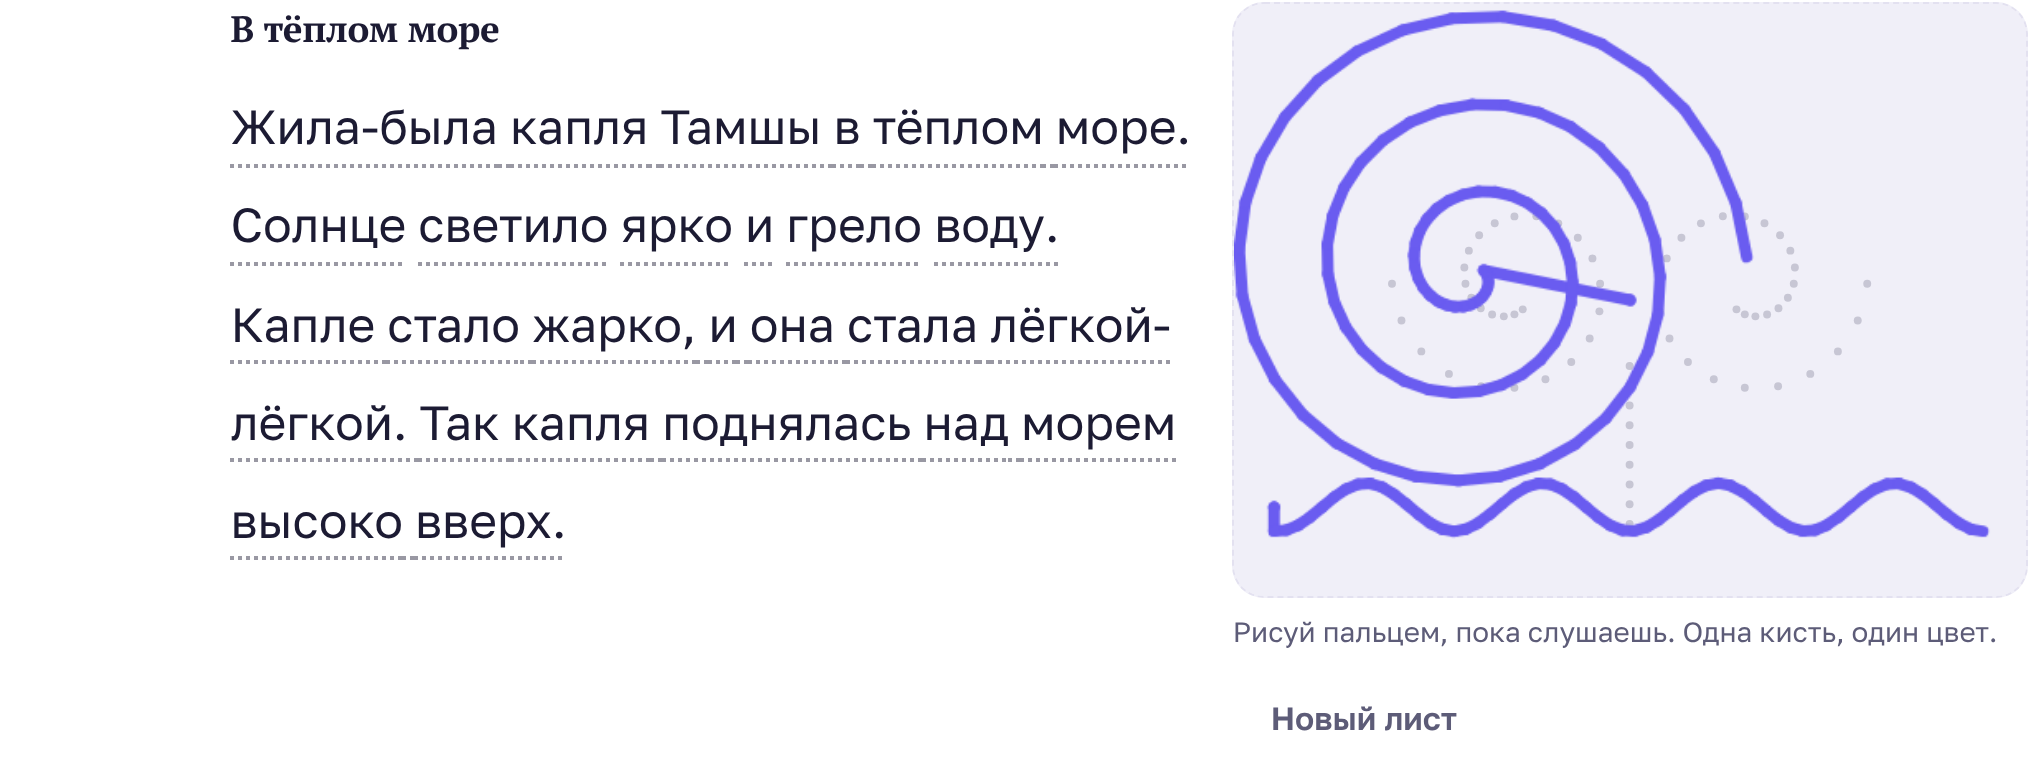 В тёплом море
Жила-была капля Тамшы в тёплом море.
Солнце светило ярко и грело воду.
Капле стало жарко, и она стала лёгкой-
лёгкой. Так капля поднялась над морем
высоко вверх.
Рисуй пальцем, пока слушаешь. Одна кисть, один цвет.
Новый лист